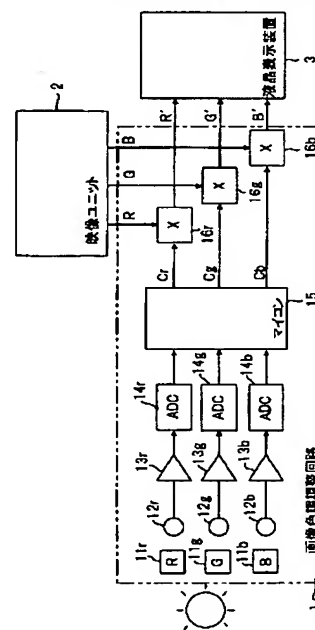 2
映像ユニット
R
G
B
R'
G'
B'
液晶表示装置
3
X
16r
X
16g
X
16b
Cr
Cg
Cb
マイコン
15
14r
ADC
14g
ADC
14b
ADC
13r
13g
13b
12r
12g
12b
11r
R
11g
G
11b
B
画像色調調整回路
1